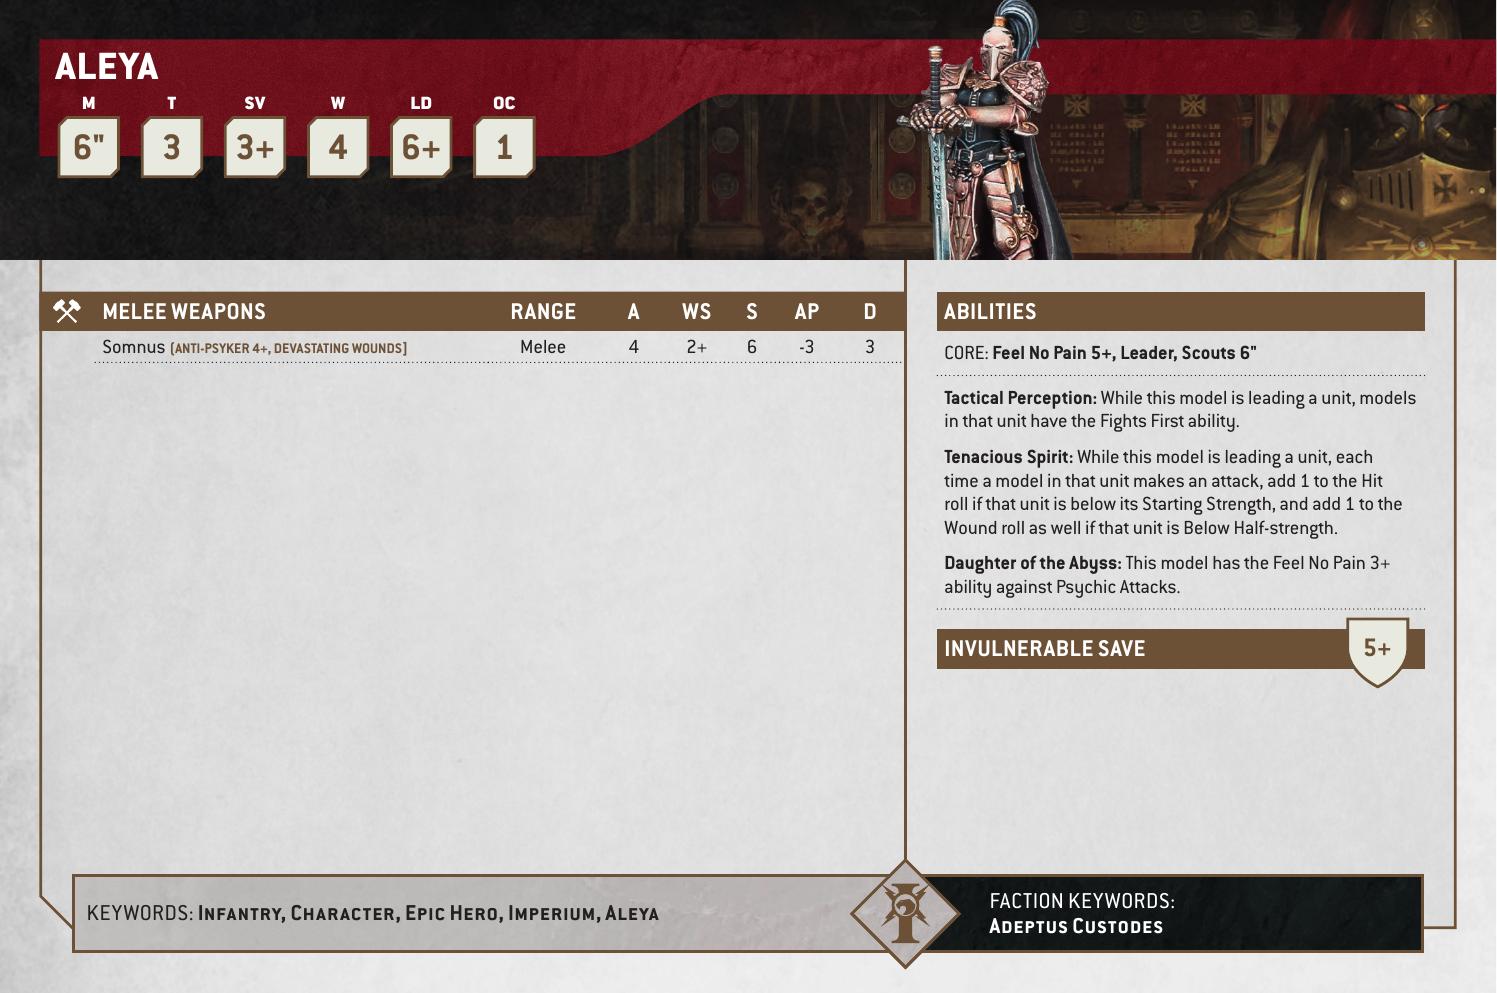 ALEYA
M T SV W LD OC
6" 3 3+ 4 6+ 1
MELEE WEAPONS RANGE A WS S AP D
Somnus [ANTI-PSYKER 4+, DEVASTATING WOUNDS] Melee 4 2+ 6 -3 3
ABILITIES
CORE: Feel No Pain 5+, Leader, Scouts 6"
Tactical Perception: While this model is leading a unit, models
in that unit have the Fights First ability.
Tenacious Spirit: While this model is leading a unit, each
time a model in that unit makes an attack, add 1 to the Hit
roll if that unit is below its Starting Strength, and add 1 to the
Wound roll as well if that unit is Below Half-strength.
Daughter of the Abyss: This model has the Feel No Pain 3+
ability against Psychic Attacks.
INVULNERABLE SAVE 5+
KEYWORDS: INFANTRY, CHARACTER, EPIC HERO, IMPERIUM, ALEYA
FACTION KEYWORDS:
ADEPTUS CUSTODES